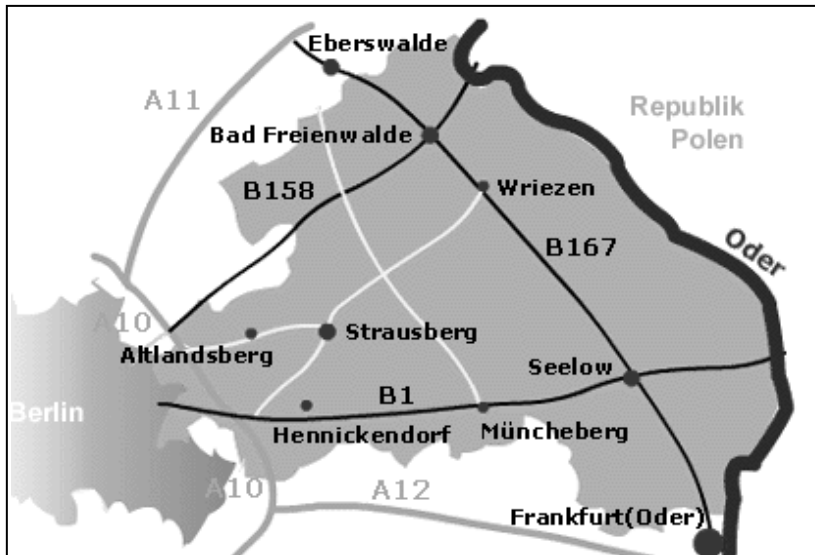 Eberswalde
A11
Republik
Polen
Bad Freienwalde
B158
Wriezen
B167
Oder
A10
Altlandsberg
Strausberg
Seelow
B1
Berlin
Hennickendorf
Müncheberg
A10
A12
Frankfurt(Oder)